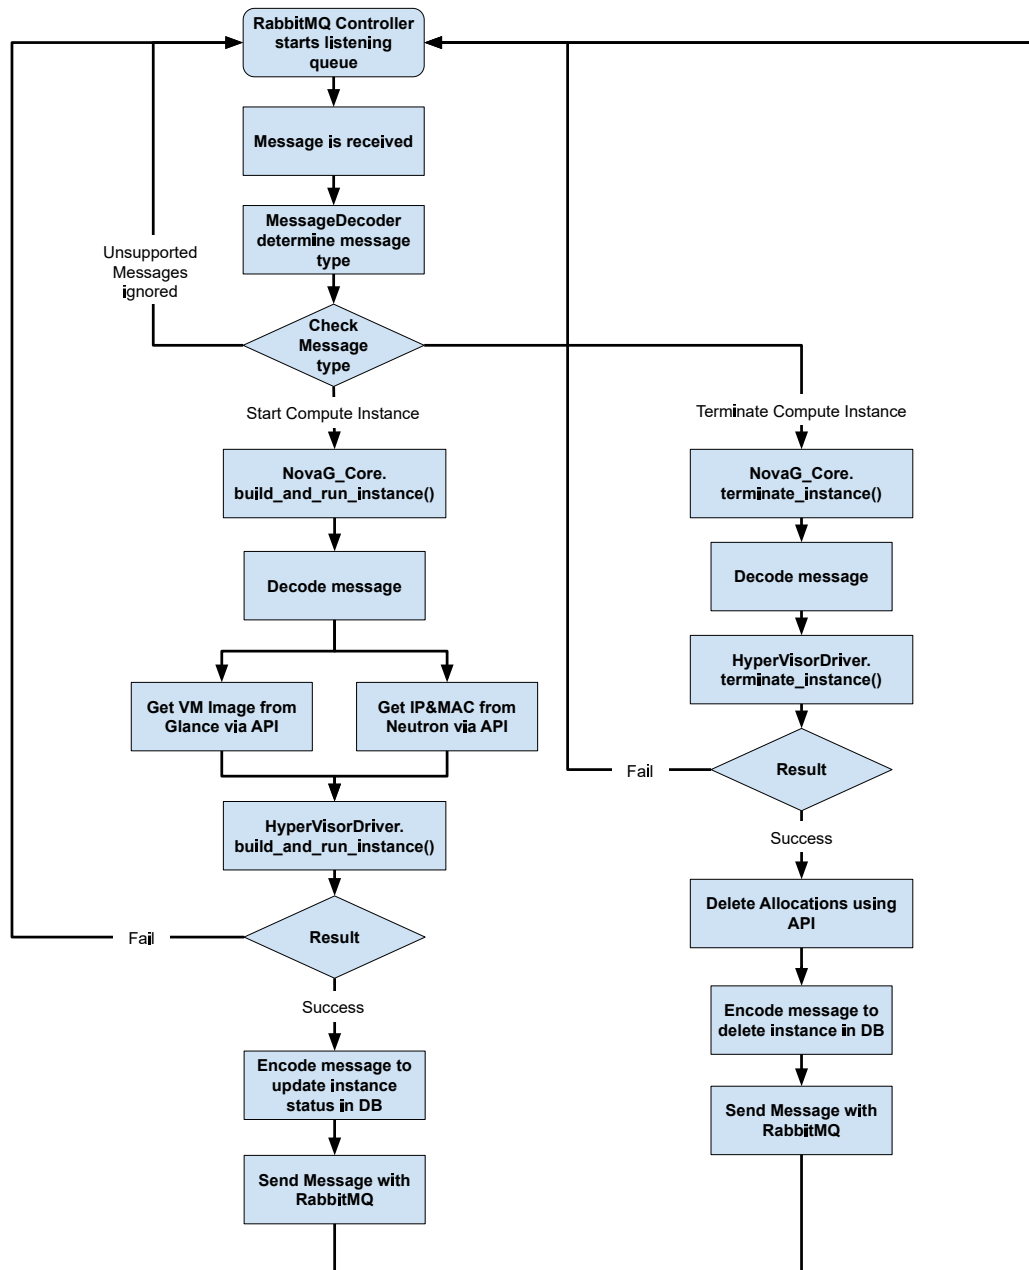 RabbitMQ Controller
starts listening
queue
Message is received
MessageDecoder
determine message
type
Unsupported
Messages
ignored
Check
Message
type
Start Compute Instance
Terminate Compute Instance
NovaG_Core.
build_and_run_instance()
NovaG_Core.
terminate_instance()
Decode message
Decode message
HyperVisorDriver.
terminate_instance()
Get VM Image from
Glance via API
Get IP&MAC from
Neutron via API
Fail
Result
HyperVisorDriver.
build_and_run_instance()
Success
Delete Allocations using
API
Fail
Result
Success
Encode message to
delete instance in DB
Encode message to
update instance
status in DB
Send Message with
RabbitMQ
Send Message with
RabbitMQ